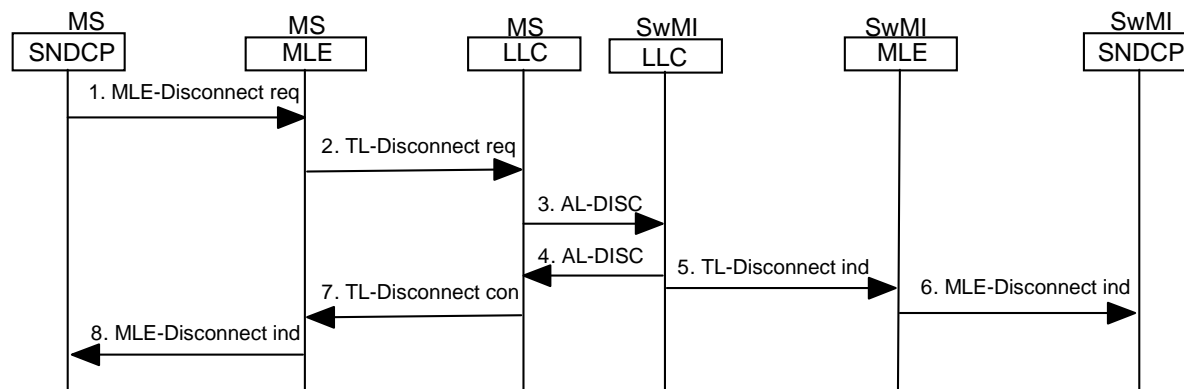 MS
MS
MS
SwMI
SwMI
SwMI
SNDCP
MLE
LLC
LLC
MLE
SNDCP
1. MLE-Disconnect req
2. TL-Disconnect req
3. AL-DISC
4. AL-DISC
5. TL-Disconnect ind
6. MLE-Disconnect ind
7. TL-Disconnect con
8. MLE-Disconnect ind